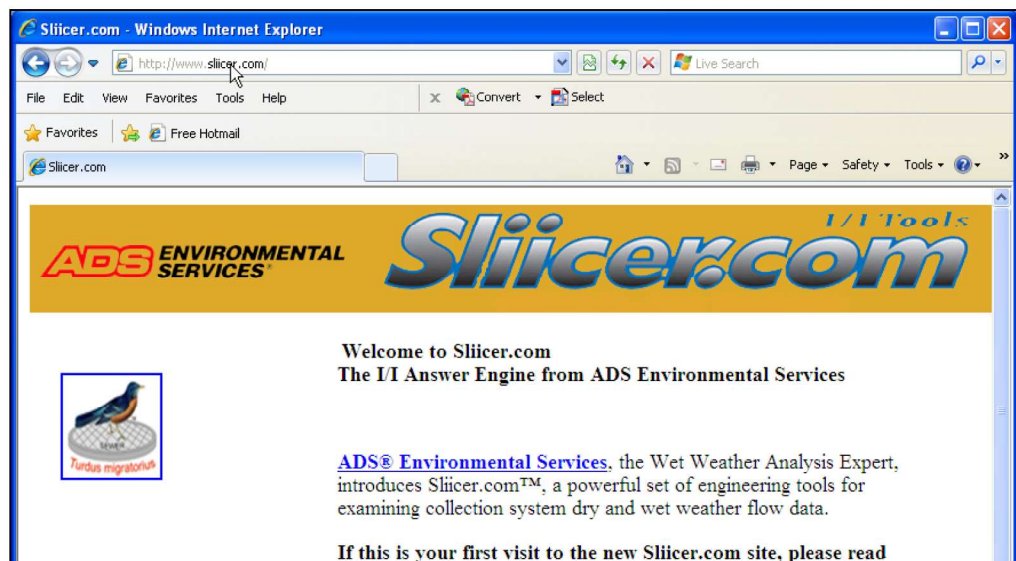 Sliicer.com - Windows Internet Explorer
http://www.sliicer.com/
Live Search
File Edit View Favorites Tools Help
x Convert Select
Favorites Free Hotmail
Sliicer.com
Page Safety Tools »
ADS ENVIRONMENTAL SERVICES®
I/I Tools
Sliicer.com
Welcome to Sliicer.com
The I/I Answer Engine from ADS Environmental Services
SEWER
Turdus migratorius
ADS® Environmental Services, the Wet Weather Analysis Expert,
introduces Sliicer.com™, a powerful set of engineering tools for
examining collection system dry and wet weather flow data.
If this is your first visit to the new Sliicer.com site, please read